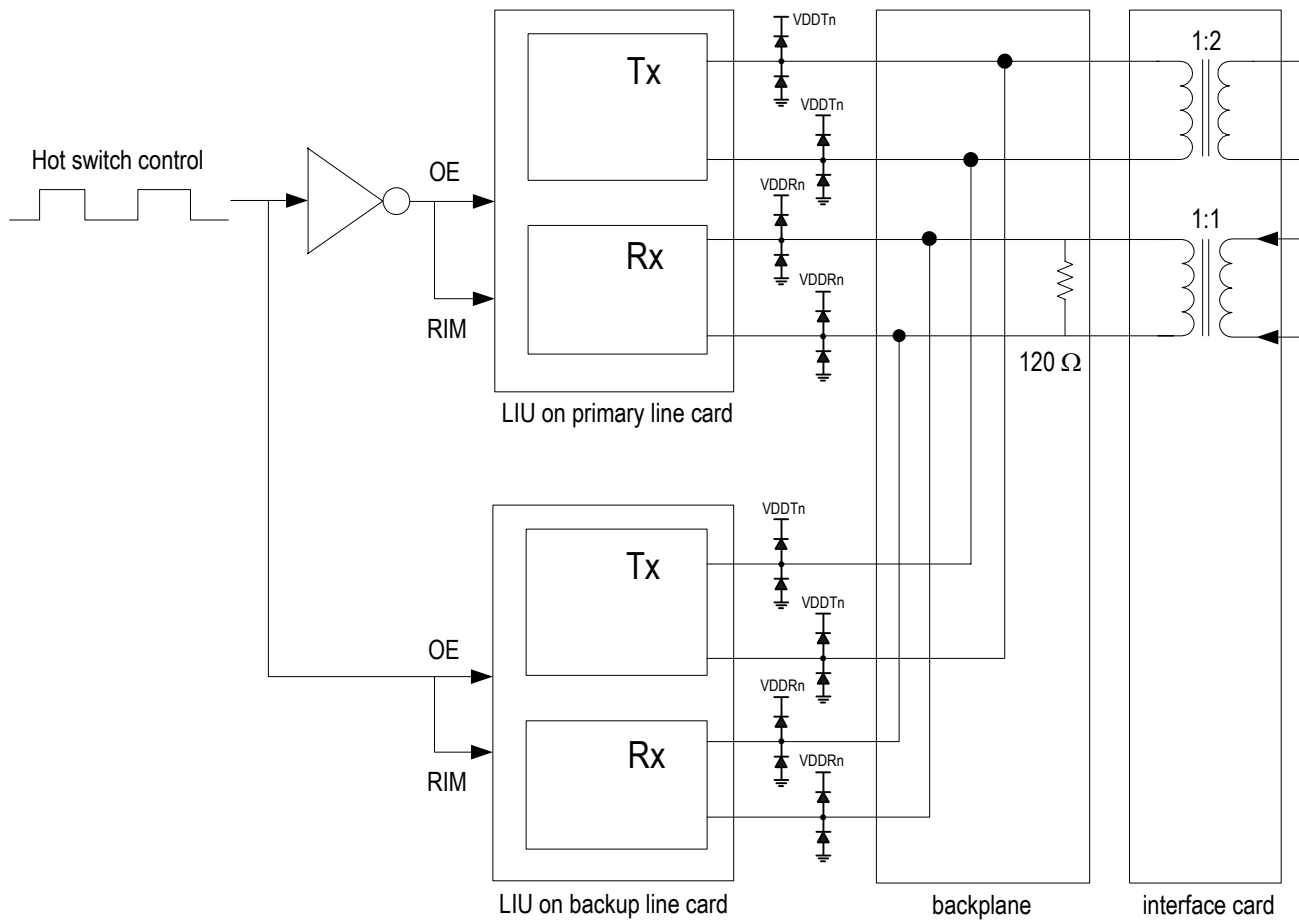 VDDTn
1:2
Tx
VDDTn
Hot switch control
OE
VDDRn
1:1
Rx
VDDRn
RIM
120 Ω
LIU on primary line card
VDDTn
Tx
VDDTn
OE
VDDRn
Rx
VDDRn
RIM
LIU on backup line card
backplane
interface card